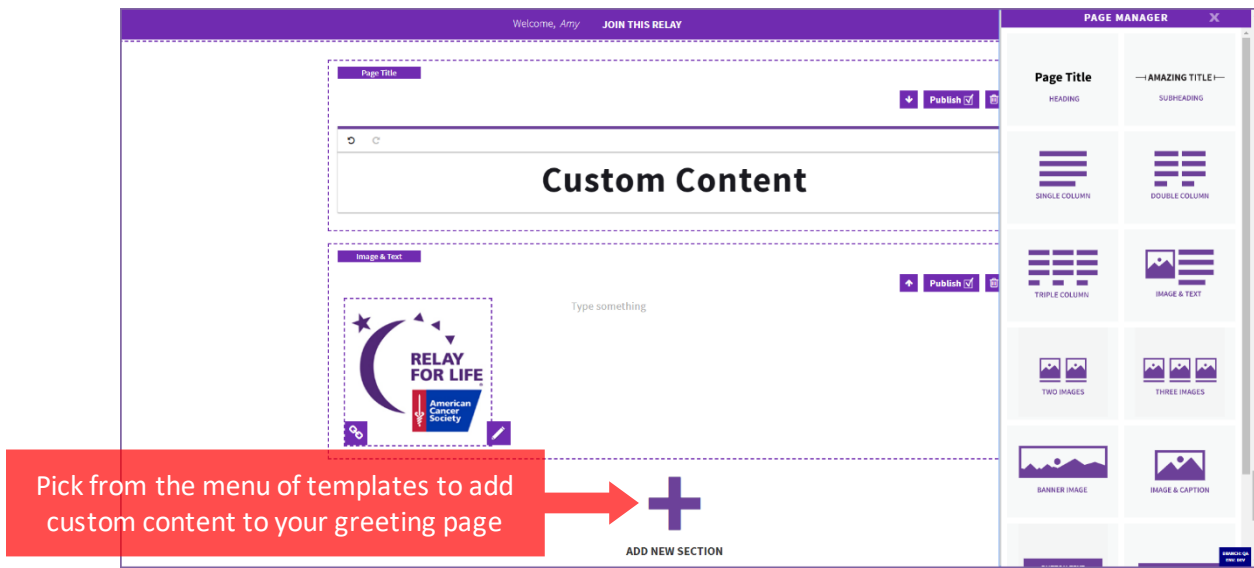 Welcome, Amy JOIN THIS RELAY
PAGE MANAGER X
Page Title
Publish
Custom Content
Image & Text
Publish
Type something
RELAY
FOR LIFE
American
Cancer
Society
Pick from the menu of templates to add
custom content to your greeting page
ADD NEW SECTION
Page Title
HEADING
AMAZING TITLE
SUBHEADING
SINGLE COLUMN
DOUBLE COLUMN
TRIPLE COLUMN
IMAGE & TEXT
TWO IMAGES
THREE IMAGES
BANNER IMAGE
IMAGE & CAPTION